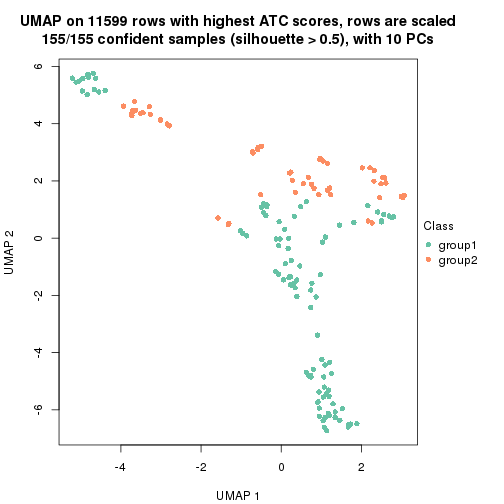 UMAP on 11599 rows with highest ATC scores, rows are scaled
155/155 confident samples (silhouette > 0.5), with 10 PCs
6
4
2
0
-2
-4
-6
UMAP 2
-4
-2
0
2
UMAP 1
Class
group1
group2